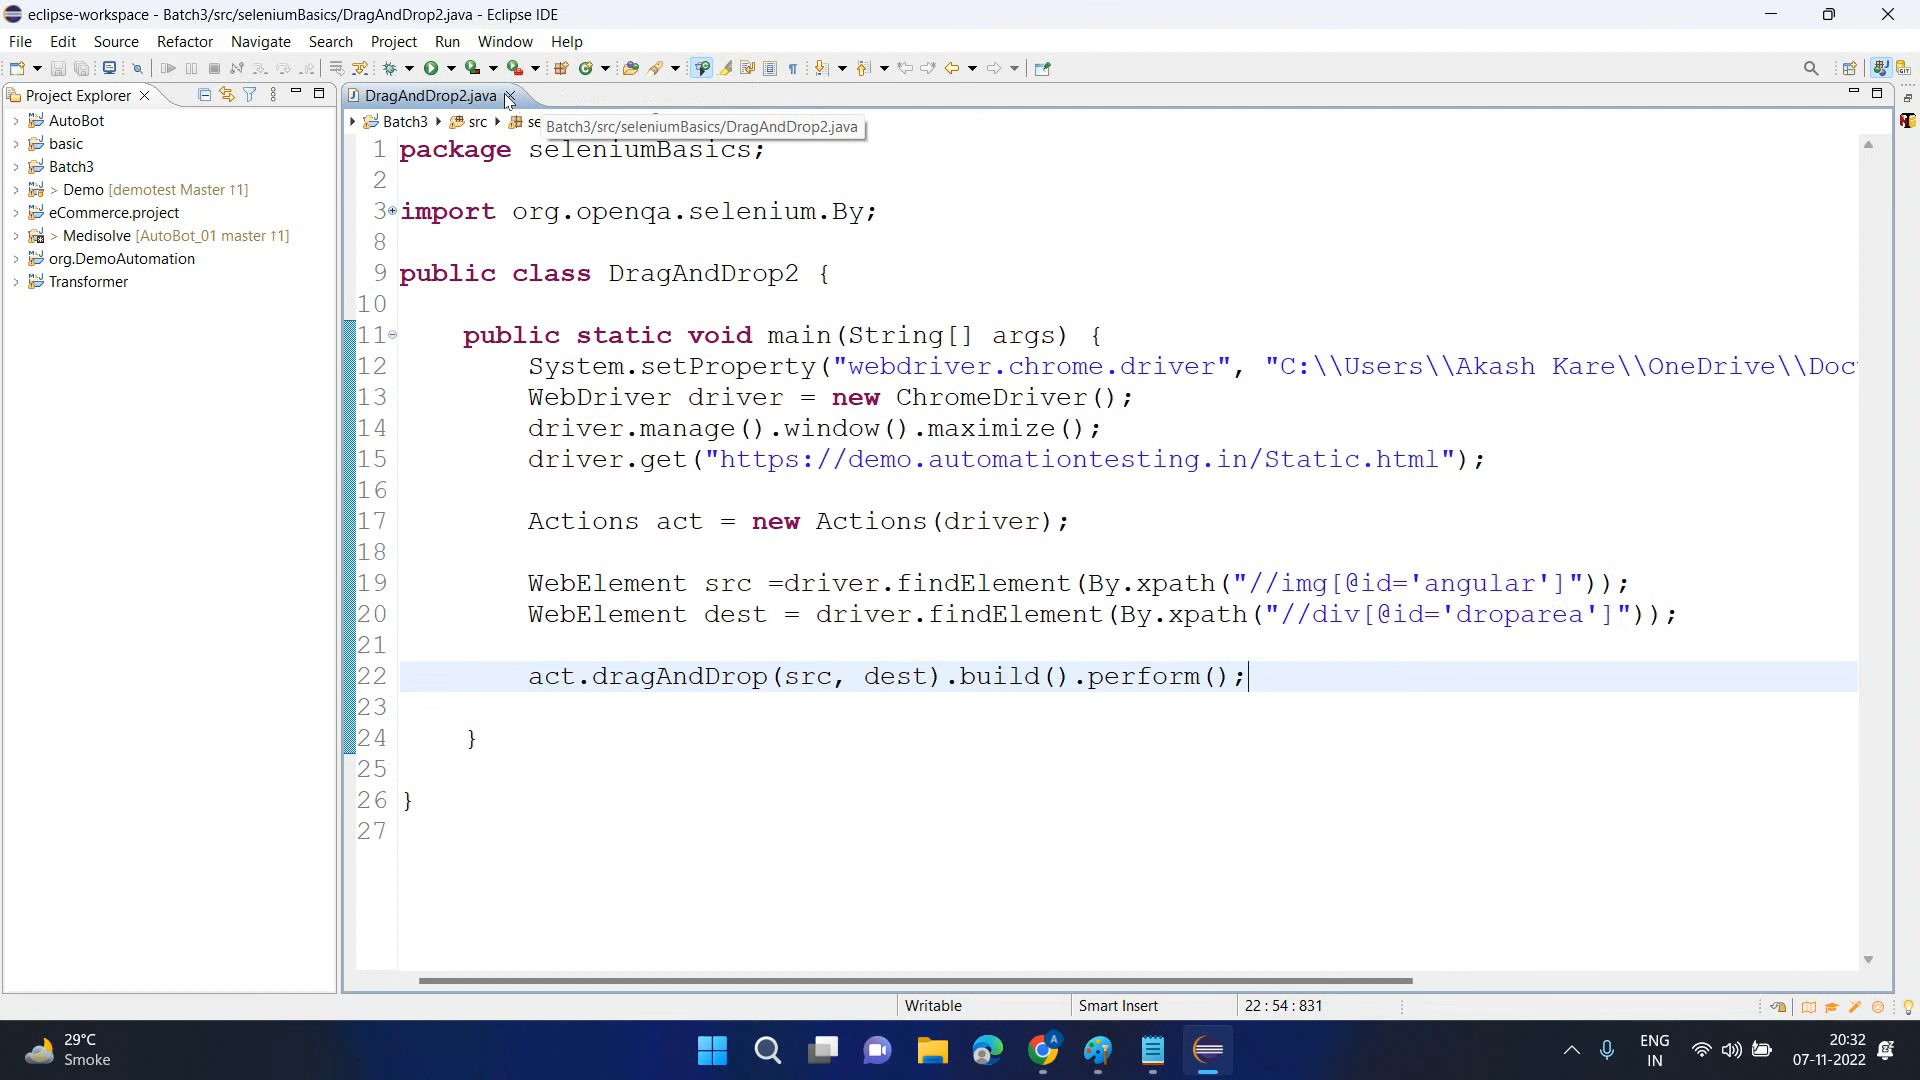 eclipse-workspace - Batch3/src/seleniumBasics/DragAndDrop2.java - Eclipse IDE
File Edit Source Refactor Navigate Search Project Run Window Help
Project Explorer
DragAndDrop2.java
AutoBot
basic
Batch3
> Demo [demotest Master ↑1]
eCommerce.project
> Medisolve [AutoBot_01 master ↑1]
org.DemoAutomation
Transformer
Batch3 src se
Batch3/src/seleniumBasics/DragAndDrop2.java
1 package seleniumBasics;
2
3 import org.openqa.selenium.By;
8
9 public class DragAndDrop2 {
10
11 public static void main(String[] args) {
12 System.setProperty("webdriver.chrome.driver", "C:\\Users\\Akash Kare\\OneDrive\\Doc
13 WebDriver driver = new ChromeDriver();
14 driver.manage().window().maximize();
15 driver.get("https://demo.automationtesting.in/Static.html");
16
17 Actions act = new Actions(driver);
18
19 WebElement src =driver.findElement(By.xpath("//img[@id='angular']"));
20 WebElement dest = driver.findElement(By.xpath("//div[@id='droparea']"));
21
22 act.dragAndDrop(src, dest).build().perform();
23
24 }
25
26 }
27
Writable Smart Insert 22 : 54 : 831
29°C
Smoke
ENG
IN
20:32
07-11-2022